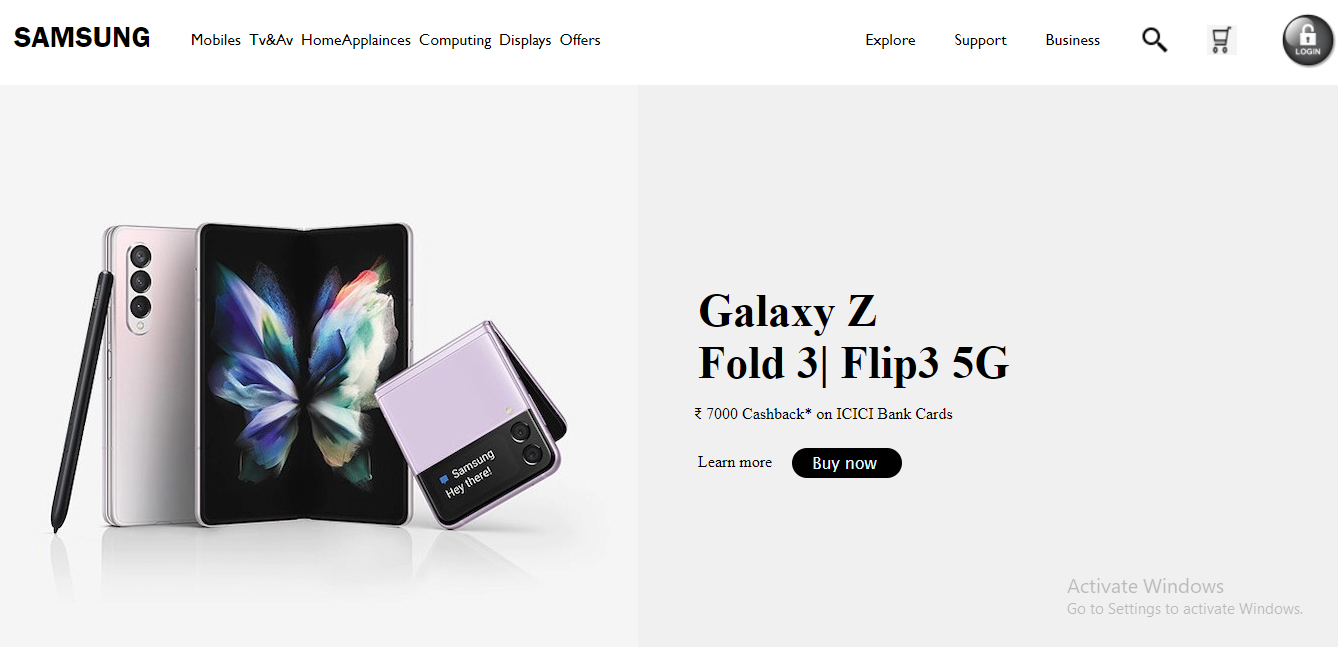 SAMSUNG Mobiles Tv&Av HomeApplainces Computing Displays Offers Explore Support Business
LOGIN
Samsung
Hey there!
Galaxy Z
Fold 3| Flip3 5G
₹ 7000 Cashback* on ICICI Bank Cards
Learn more Buy now
Activate Windows
Go to Settings to activate Windows.